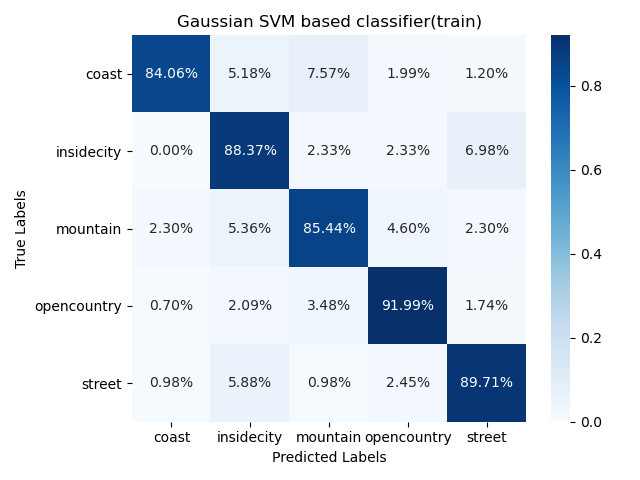 Gaussian SVM based classifier(train)
coast 84.06% 5.18% 7.57% 1.99% 1.20%
insidecity 0.00% 88.37% 2.33% 2.33% 6.98%
mountain 2.30% 5.36% 85.44% 4.60% 2.30%
opencountry 0.70% 2.09% 3.48% 91.99% 1.74%
street 0.98% 5.88% 0.98% 2.45% 89.71%
coast insidecity mountain opencountry street
Predicted Labels
True Labels
0.8
0.6
0.4
0.2
0.0